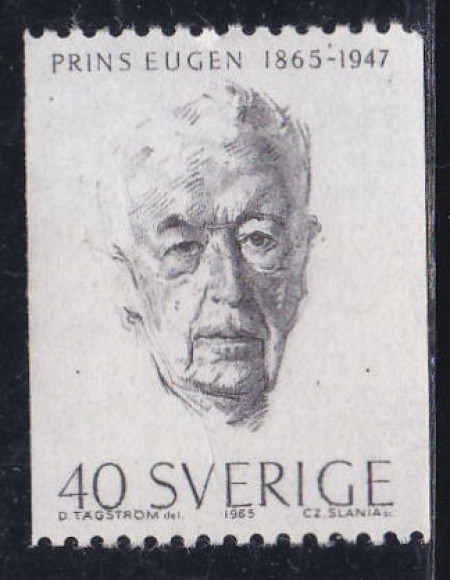 PRINS EUGEN 1865-1947
40 SVERIGE
D. TÄGSTRÖM del. 1965 CZ. SLANIA sc.